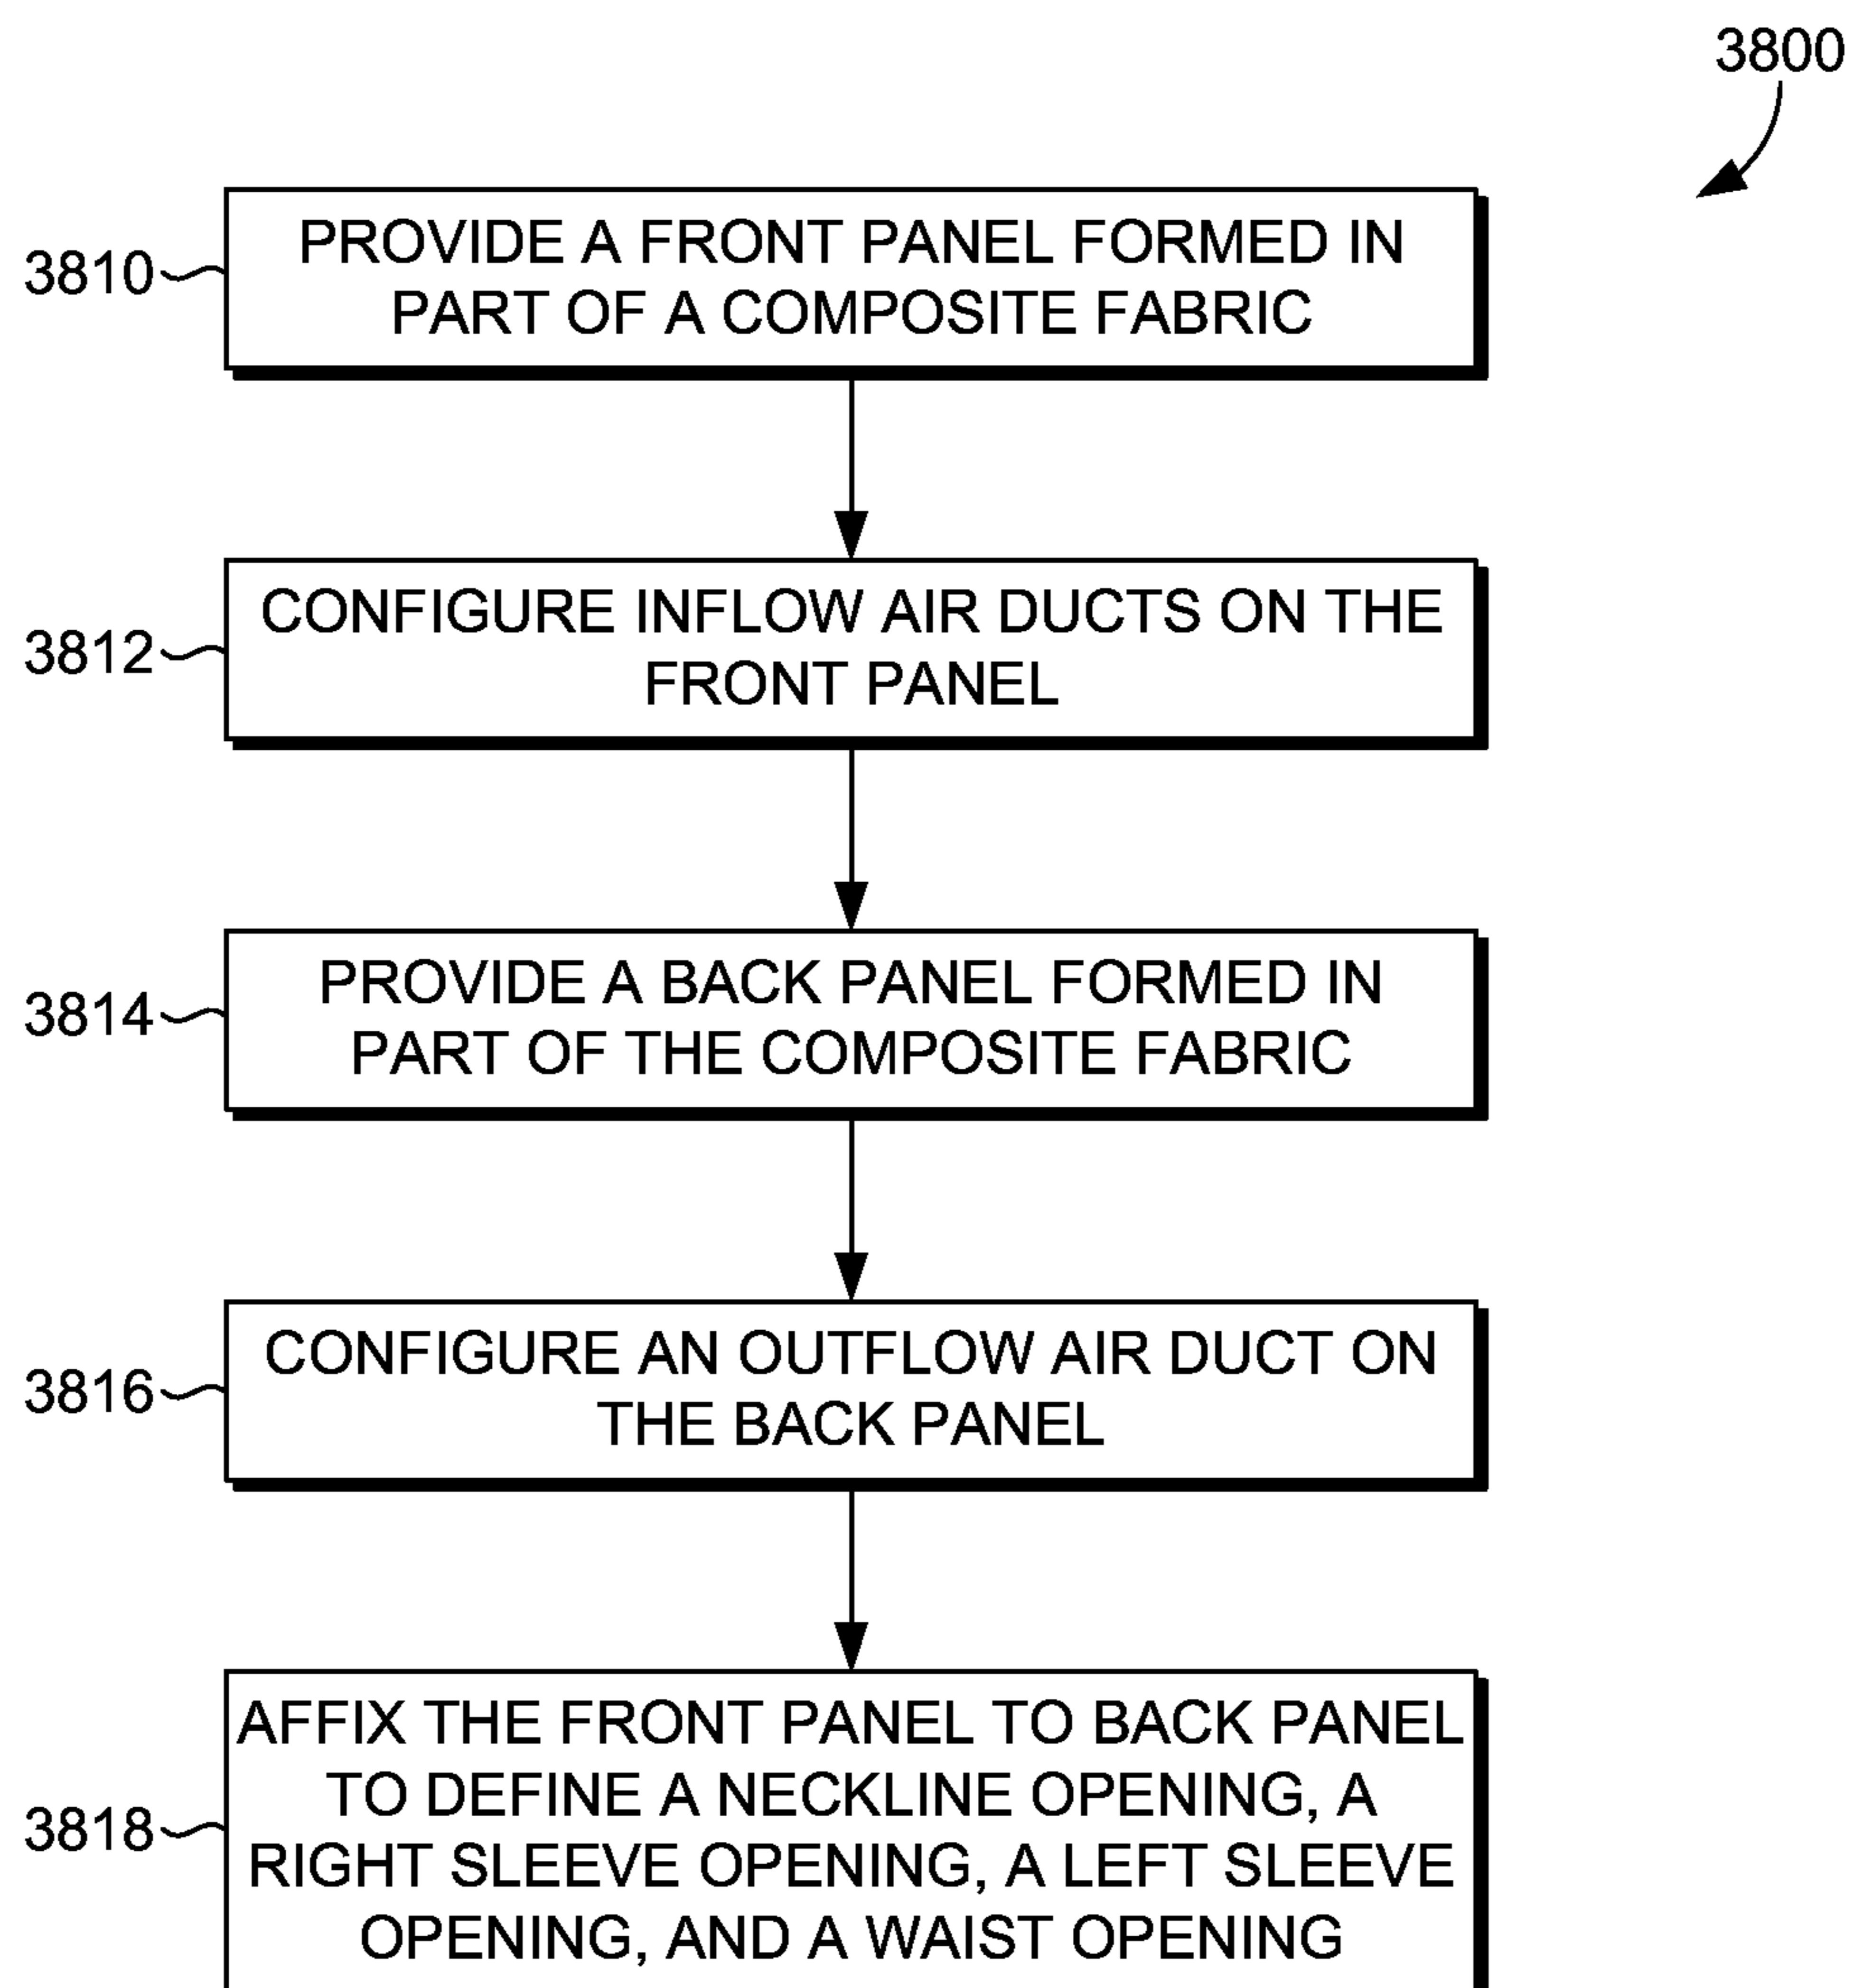 3800
3810
PROVIDE A FRONT PANEL FORMED IN
PART OF A COMPOSITE FABRIC
3812
CONFIGURE INFLOW AIR DUCTS ON THE
FRONT PANEL
3814
PROVIDE A BACK PANEL FORMED IN
PART OF THE COMPOSITE FABRIC
3816
CONFIGURE AN OUTFLOW AIR DUCT ON
THE BACK PANEL
3818
AFFIX THE FRONT PANEL TO BACK PANEL
TO DEFINE A NECKLINE OPENING, A
RIGHT SLEEVE OPENING, A LEFT SLEEVE
OPENING, AND A WAIST OPENING